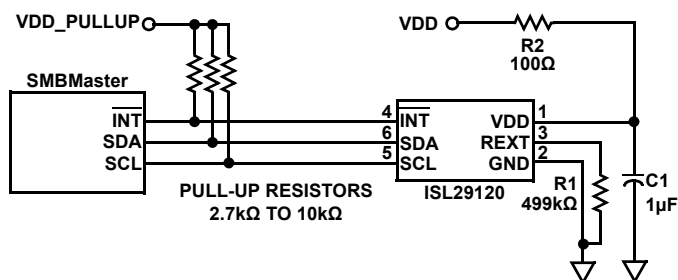 VDD_PULLUP
VDD
R2
100Ω
SMBMaster
INT
SDA
SCL
4
6
5
INT
SDA
SCL
VDD
REXT
GND
1
3
2
ISL29120
PULL-UP RESISTORS
2.7kΩ TO 10kΩ
R1
499kΩ
C1
1µF